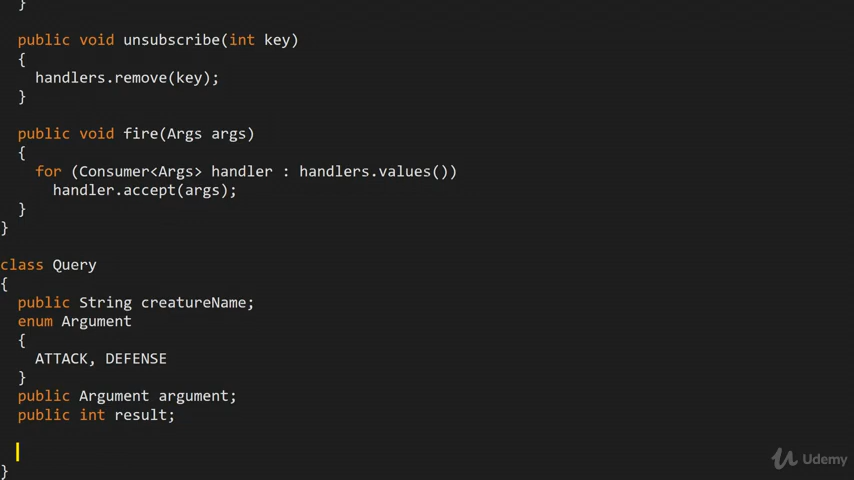 }
public void unsubscribe(int key)
{
handlers.remove(key);
}
public void fire(Args args)
{
for (Consumer<Args> handler : handlers.values())
handler.accept(args);
}
}
class Query
{
public String creatureName;
enum Argument
{
ATTACK, DEFENSE
}
public Argument argument;
public int result;
}
Udemy